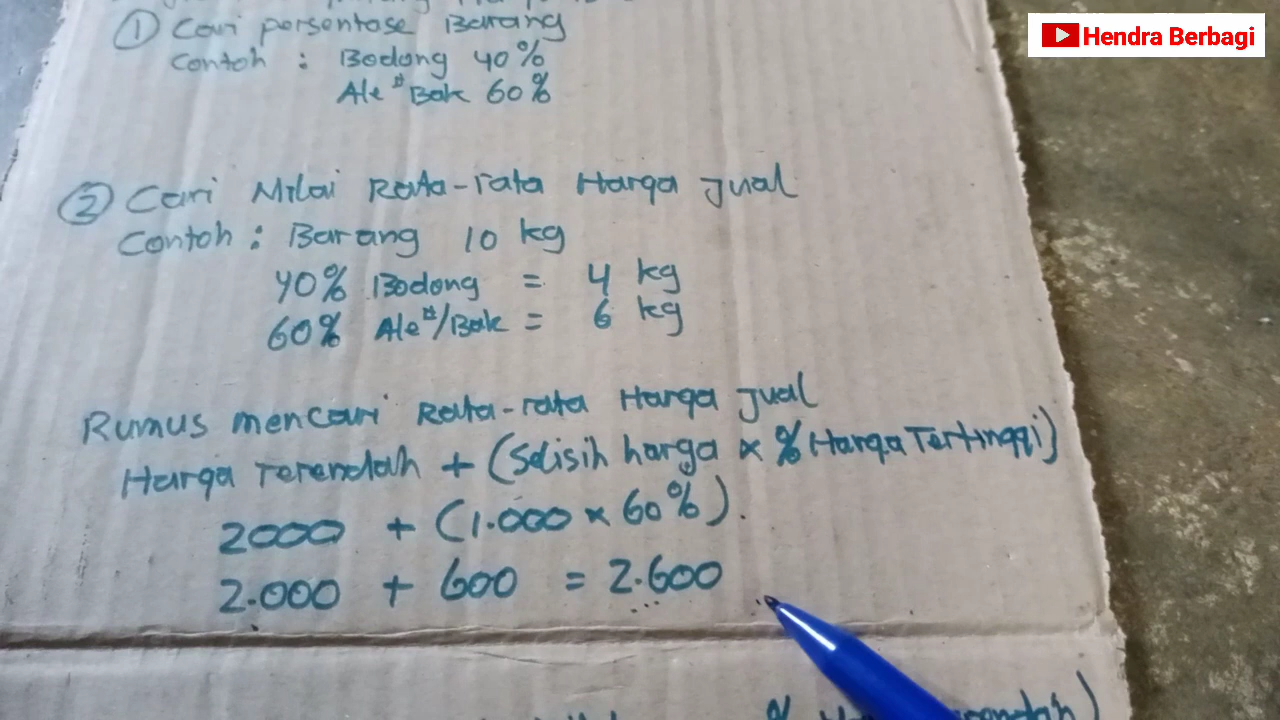 ① Cari persentase Barang
Contoh : Bodong 40%
Ale"Bak 60%
② Cari Nilai Rata-rata Harga Jual
Contoh : Barang 10 kg
40% Bodong = 4 kg
60% Ale"/Bak = 6 kg
Rumus mencari Rata-rata Harga Jual
Harga Terendah + (Selisih harga × % Harga Tertinggi)
2000 + (1.000 × 60%).
2.000 + 600 = 2.600
Hendra Berbagi